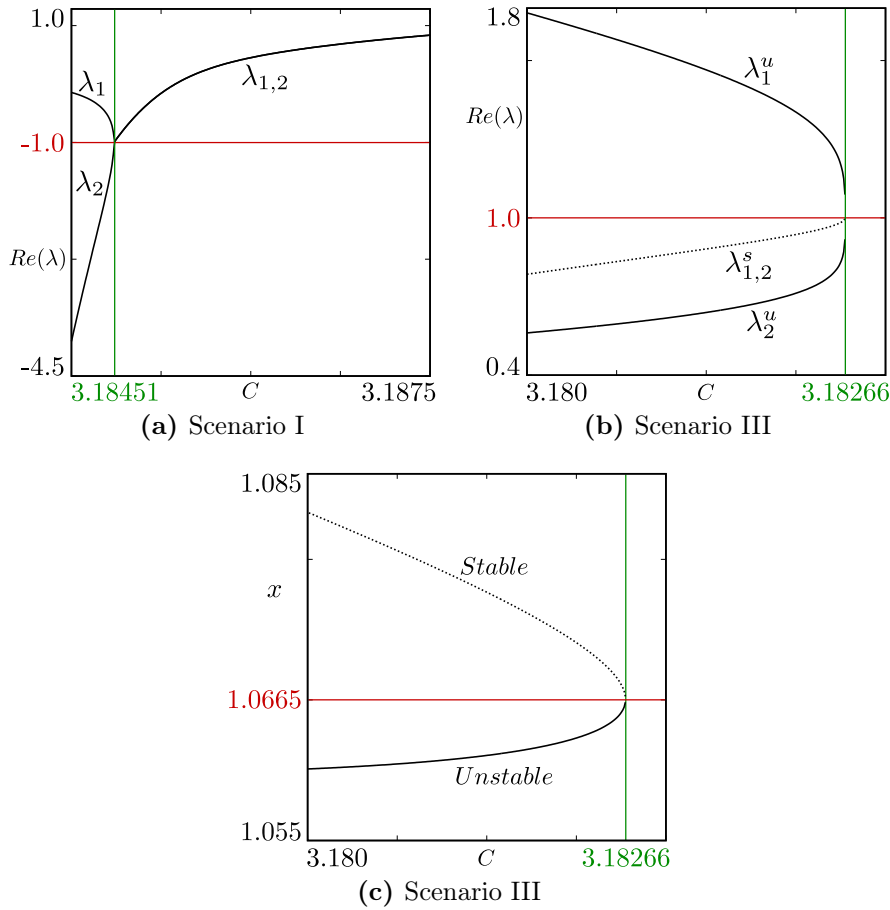 1.0
λ₁
λ₁,₂
-1.0
λ₂
Re(λ)
-4.5
3.18451
C
3.1875
(a) Scenario I
1.8
λ₁ᵘ
Re(λ)
1.0
λ₁,₂ˢ
λ₂ᵘ
0.4
3.180
C
3.18266
(b) Scenario III
1.085
Stable
x
1.0665
Unstable
1.055
3.180
C
3.18266
(c) Scenario III